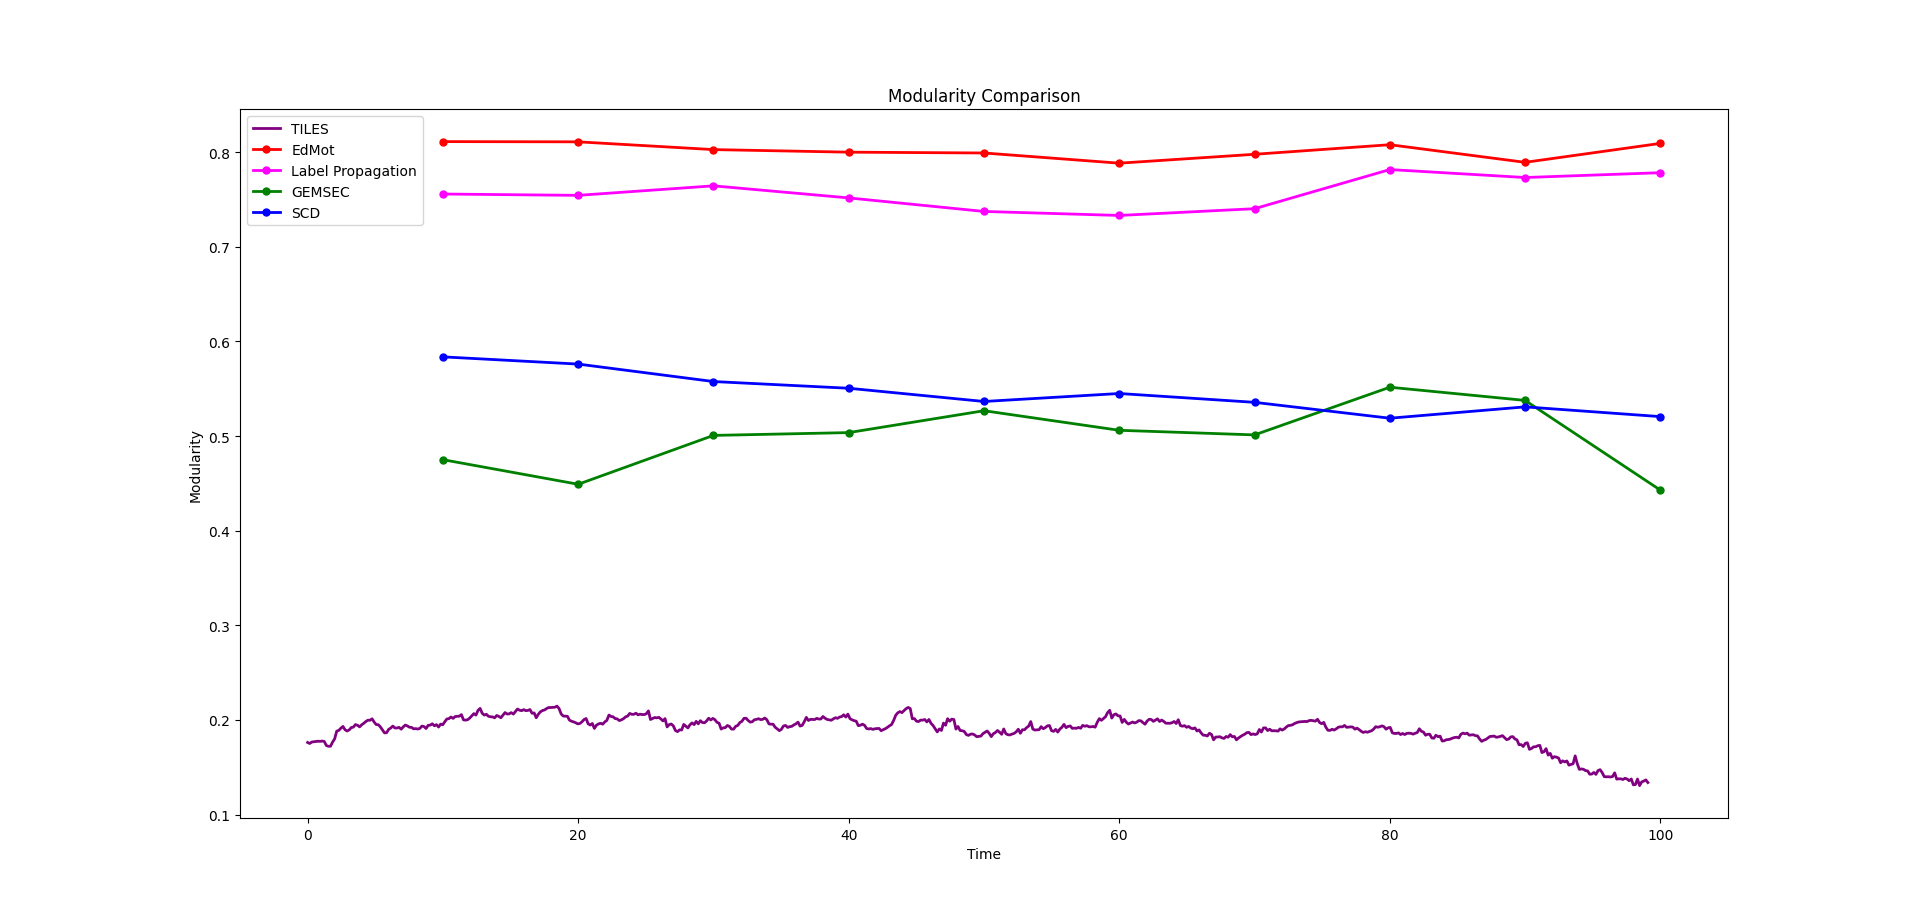 Modularity Comparison
TILES
EdMot
Label Propagation
GEMSEC
SCD
Modularity
0.8
0.7
0.6
0.5
0.4
0.3
0.2
0.1
0 20 40 60 80 100
Time